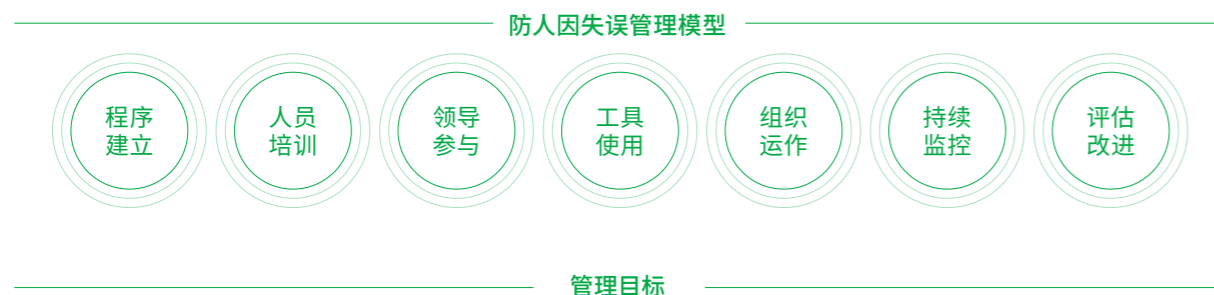 防人因失误管理模型
程序 人员 领导 工具 组织 持续 评估
建立 培训 参与 使用 运作 监控 改进
管理目标